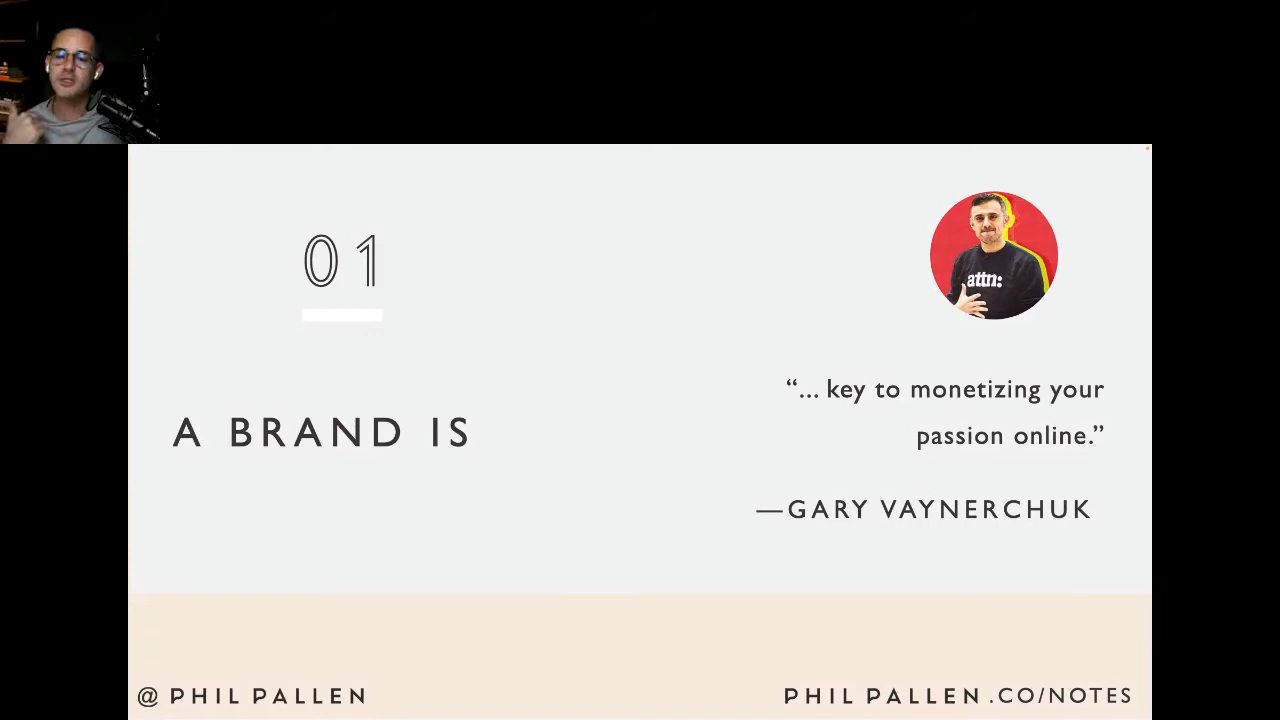 01
A BRAND IS
attn:
“... key to monetizing your
passion online.”
—GARY VAYNERCHUK
@ PHIL PALLEN
PHIL PALLEN .CO/NOTES